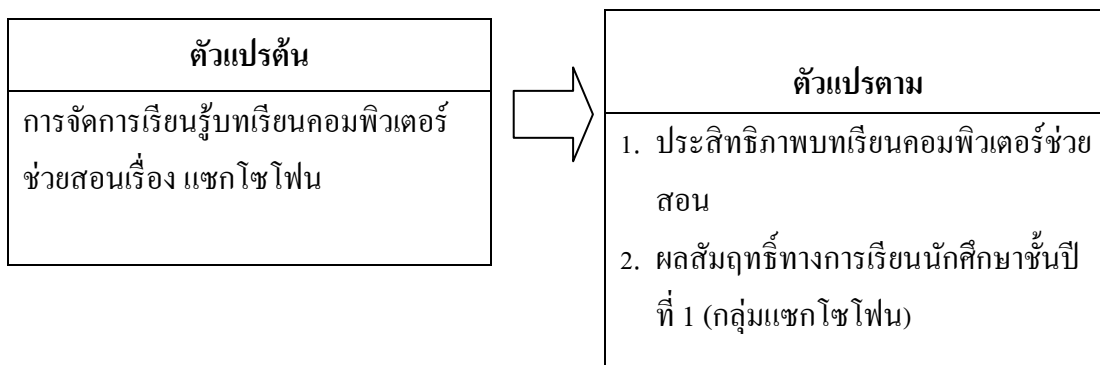 ตัวแปรต้น
การจัดการเรียนรู้บทเรียนคอมพิวเตอร์
ช่วยสอนเรื่อง แซกโซโฟน
ตัวแปรตาม
1. ประสิทธิภาพบทเรียนคอมพิวเตอร์ช่วย
สอน
2. ผลสัมฤทธิ์ทางการเรียนนักศึกษาชั้นปี
ที่ 1 (กลุ่มแซกโซโฟน)